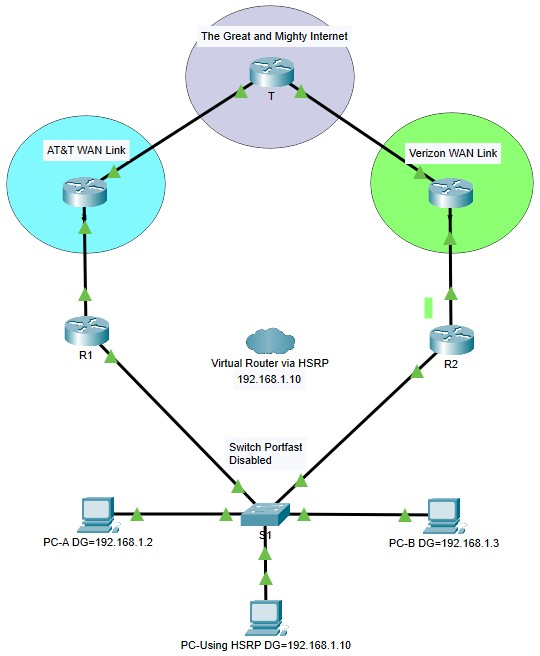 The Great and Mighty Internet
T
AT&T WAN Link
Verizon WAN Link
R1
R2
Virtual Router via HSRP
192.168.1.10
Switch Portfast
Disabled
S1
PC-A DG=192.168.1.2
PC-B DG=192.168.1.3
PC-Using HSRP DG=192.168.1.10